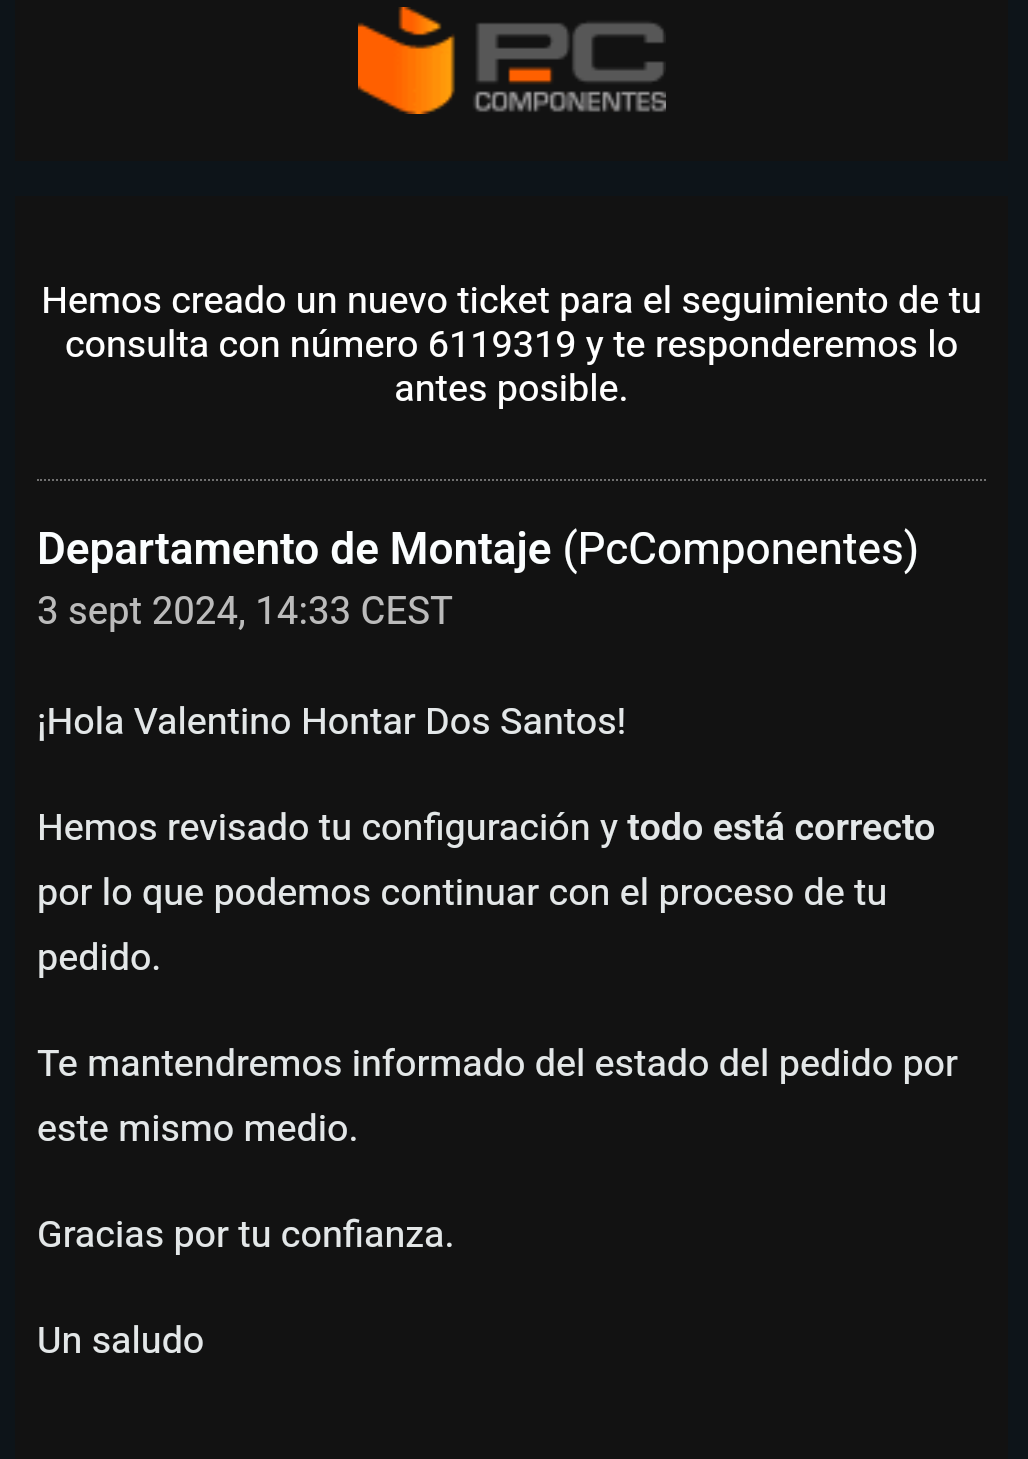 PC
COMPONENTES
Hemos creado un nuevo ticket para el seguimiento de tu
consulta con número 6119319 y te responderemos lo
antes posible.
Departamento de Montaje (PcComponentes)
3 sept 2024, 14:33 CEST
¡Hola Valentino Hontar Dos Santos!
Hemos revisado tu configuración y todo está correcto
por lo que podemos continuar con el proceso de tu
pedido.
Te mantendremos informado del estado del pedido por
este mismo medio.
Gracias por tu confianza.
Un saludo